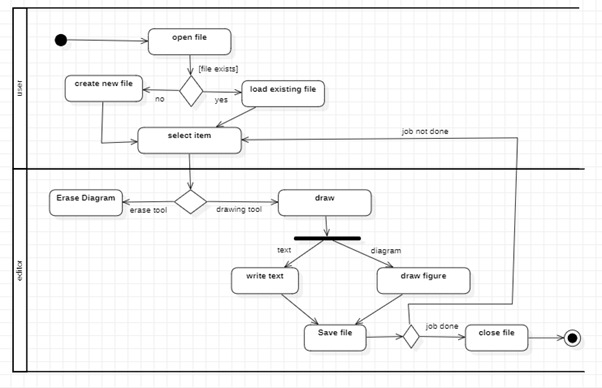 user
open file
[file exists]
create new file
no
yes
load existing file
select item
job not done
editor
Erase Diagram
erase tool
drawing tool
draw
text
diagram
write text
draw figure
Save file
job done
close file